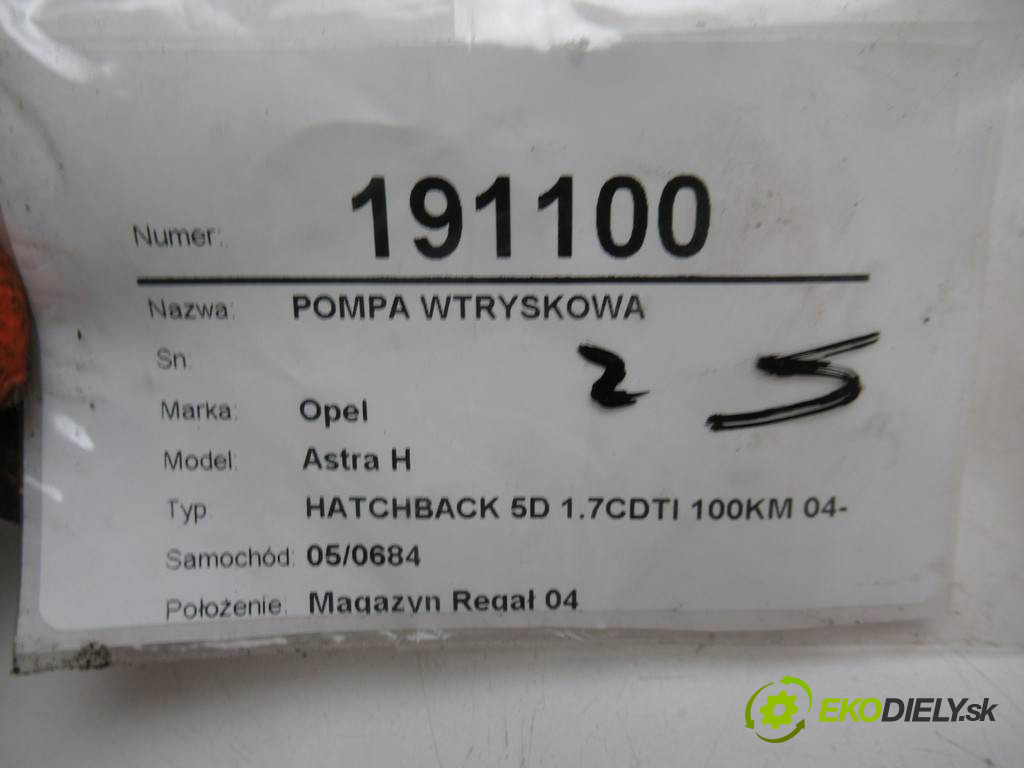 Numer: 191100
Nazwa: POMPA WTRYSKOWA
Sn:
2 5
Marka: Opel
Model: Astra H
Typ HATCHBACK 5D 1.7CDTI 100KM 04-
Samochód: 05/0684
Położenie: Magazyn Regał 04
EKODIELY.sk